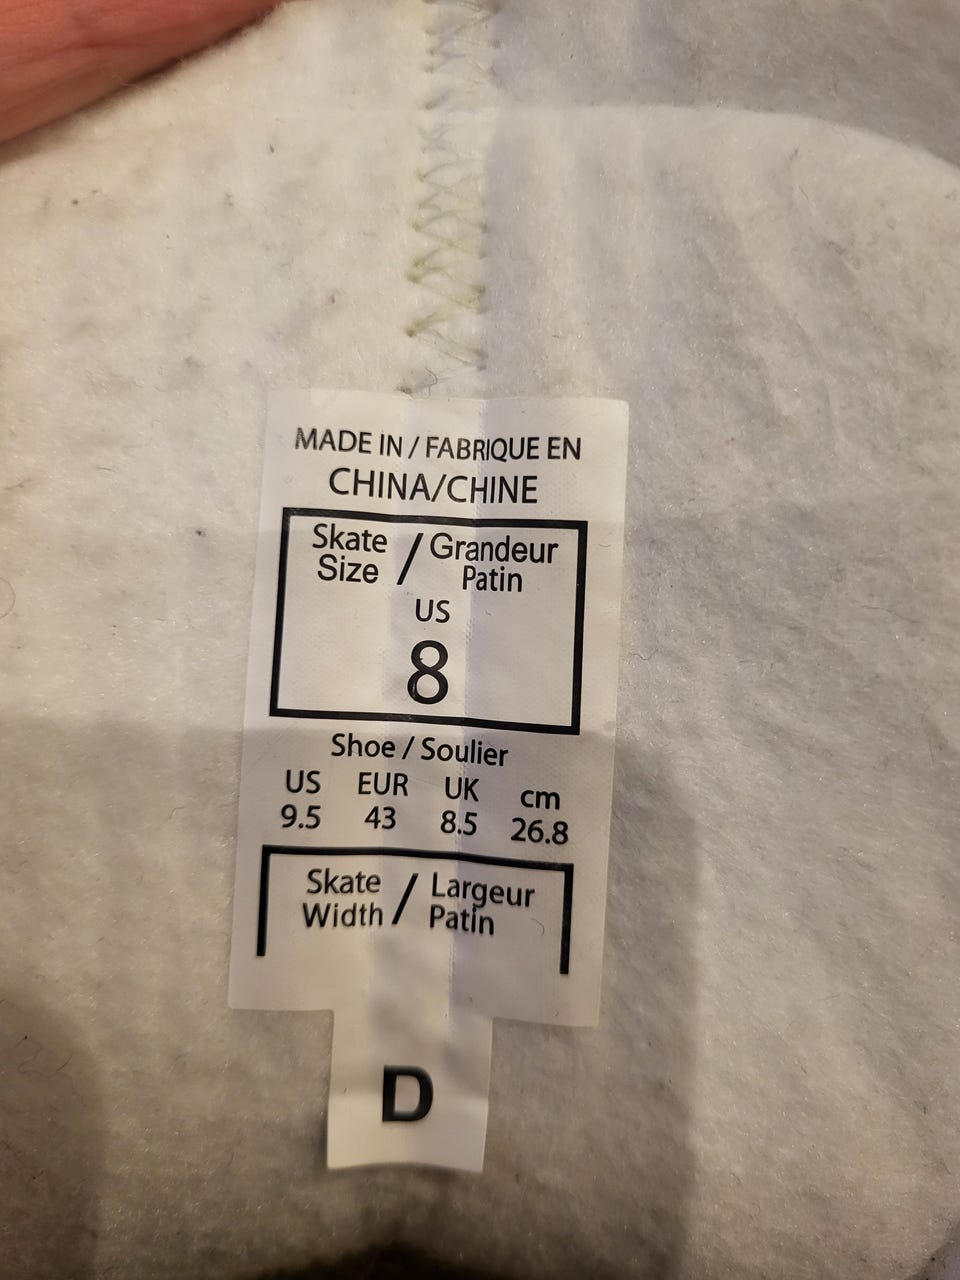 MADE IN / FABRIQUE EN
CHINA/CHINE
Skate / Grandeur
Size Patin
US
8
Shoe / Soulier
US EUR UK cm
9.5 43 8.5 26.8
Skate / Largeur
Width Patin
D